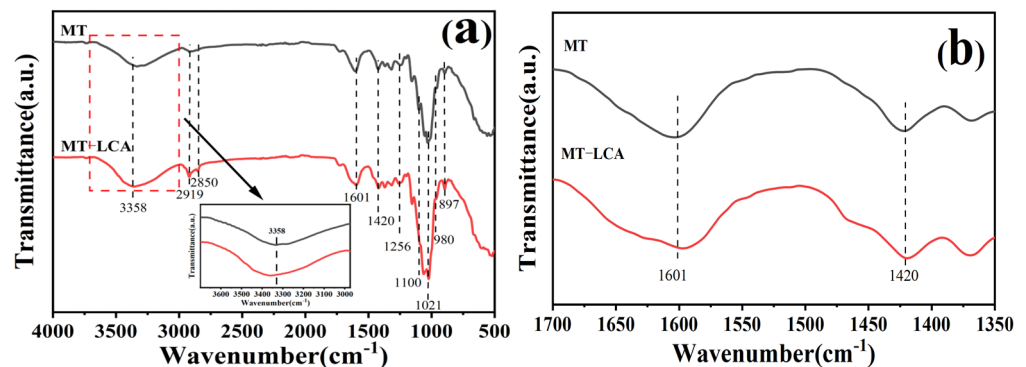 (a)
MT
MT−LCA
3358
2919
2850
1601
1420
1256
1100
1021
980
897
Transmittance(a.u.)
4000 3500 3000 2500 2000 1500 1000 500
Wavenumber(cm-1)
3358
Transmittance(a.u.)
3600 3500 3400 3300 3200 3100 3000
Wavenumber(cm-1)
(b)
MT
MT−LCA
1601
1420
Transmittance(a.u.)
1700 1650 1600 1550 1500 1450 1400 1350
Wavenumber(cm-1)